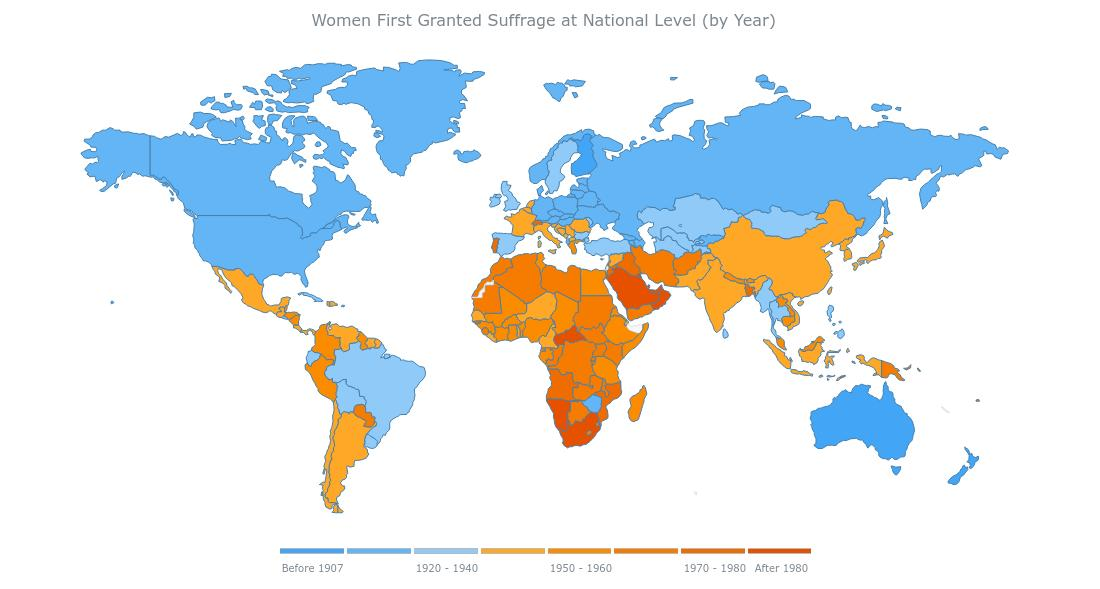 Women First Granted Suffrage at National Level (by Year)
Before 1907 1920 - 1940 1950 - 1960 1970 - 1980 After 1980